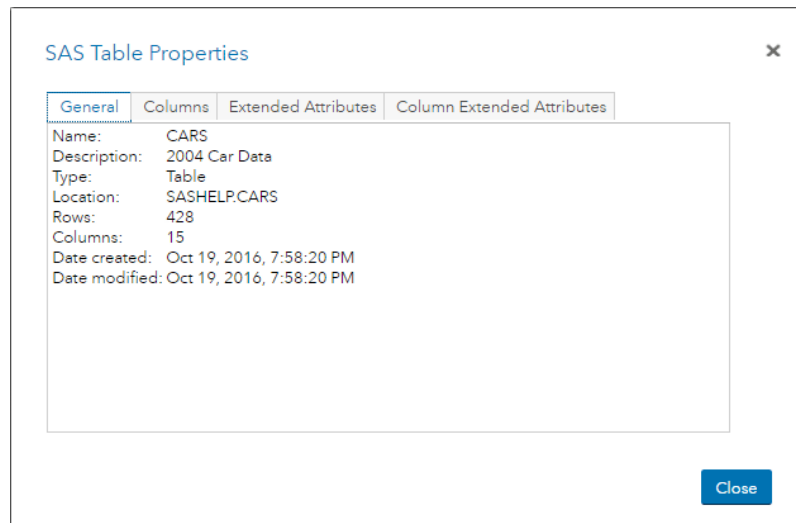 SAS Table Properties
General Columns Extended Attributes Column Extended Attributes
Name: CARS
Description: 2004 Car Data
Type: Table
Location: SASHELP.CARS
Rows: 428
Columns: 15
Date created: Oct 19, 2016, 7:58:20 PM
Date modified: Oct 19, 2016, 7:58:20 PM
Close